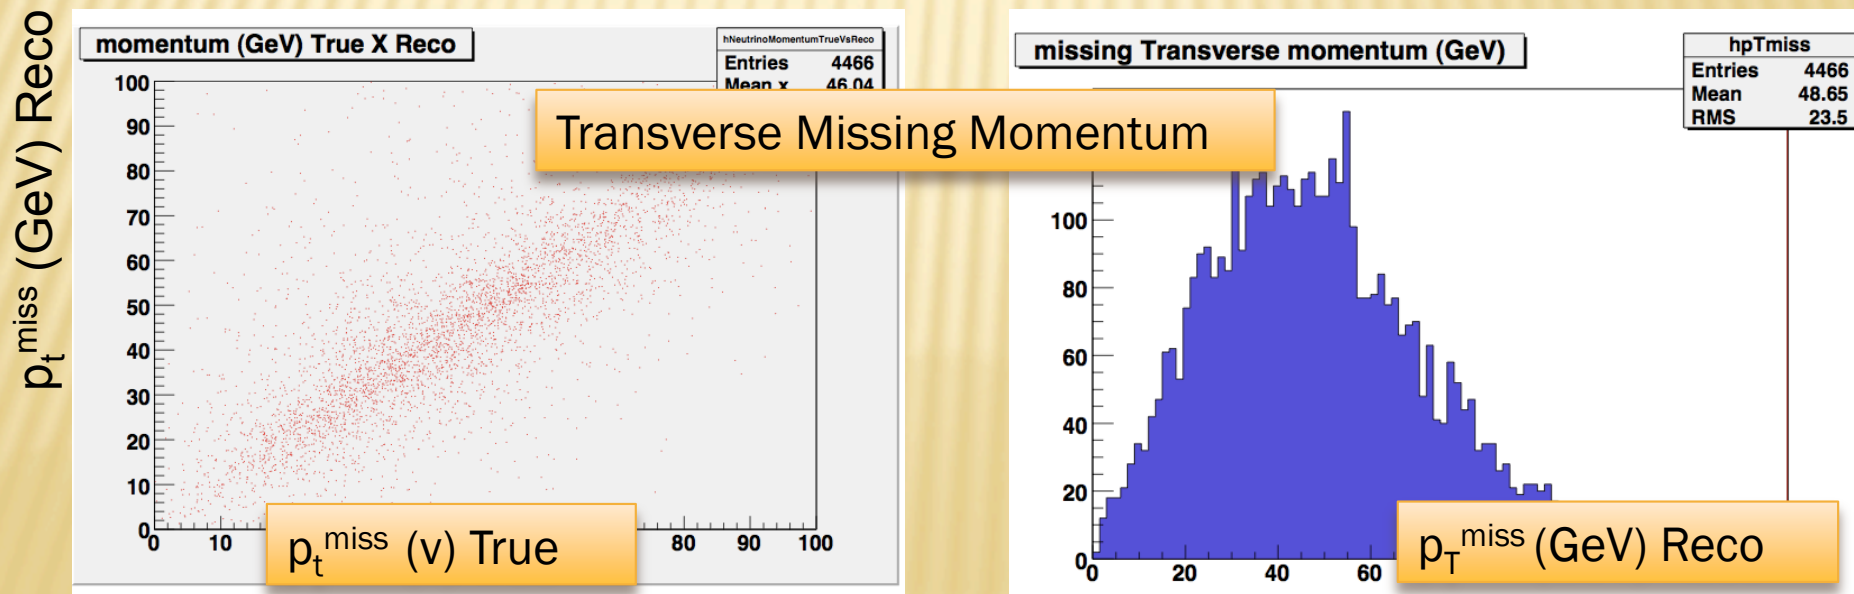 p_t^miss (GeV) Reco
momentum (GeV) True X Reco
hNeutrinoMomentumTrueVsReco
Entries 4466
Mean x 46.04
100
90
80
70
60
50
40
30
20
10
0
0 10 80 90 100
p_t^miss (ν) True
Transverse Missing Momentum
missing Transverse momentum (GeV)
hpTmiss
Entries 4466
Mean 48.65
RMS 23.5
100
80
60
40
20
0
0 20 40 60
p_T^miss (GeV) Reco